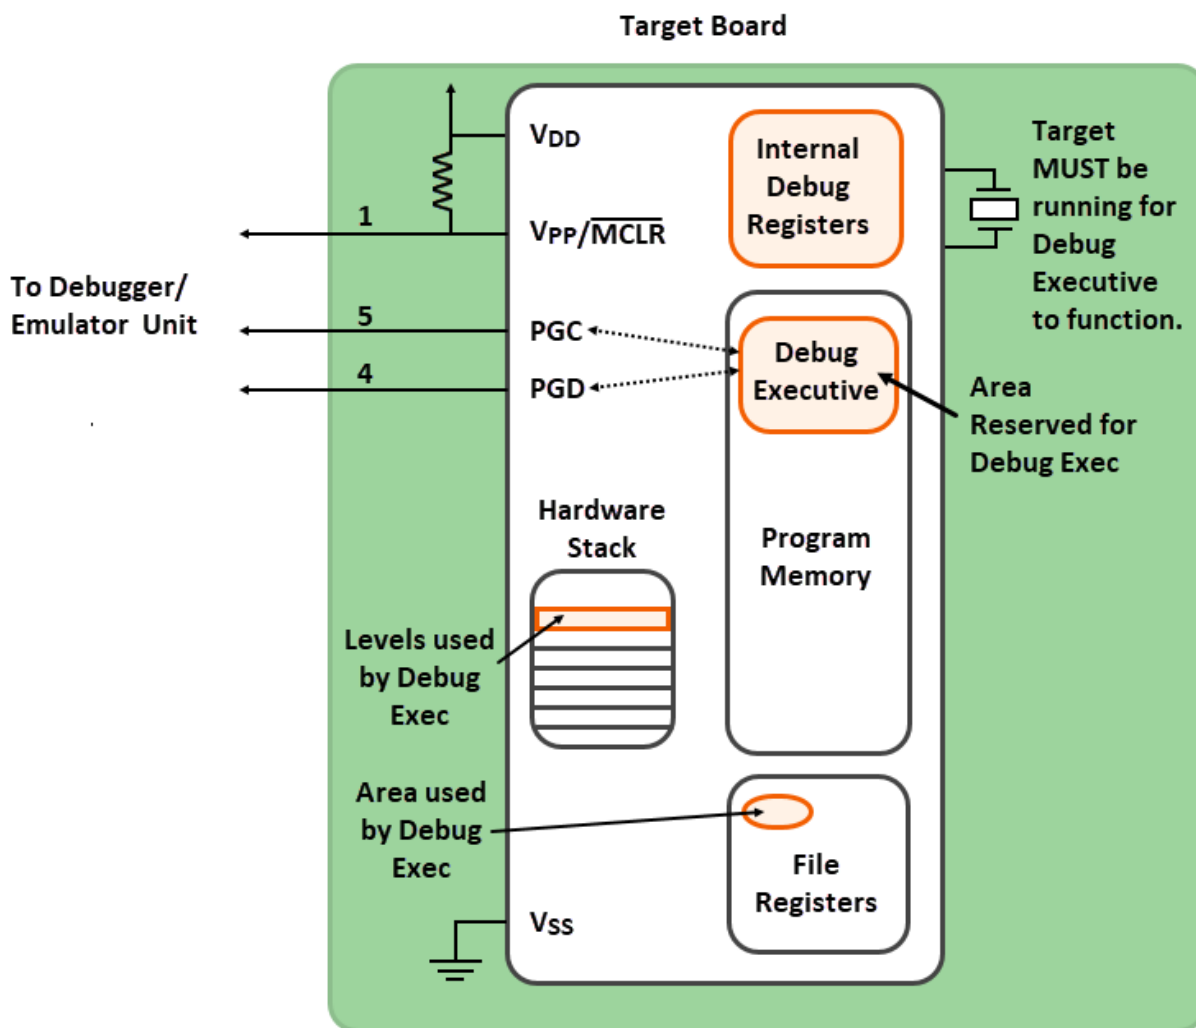 Target Board
VDD
VPP/MCLR
PGC
PGD
1
5
4
To Debugger/
Emulator Unit
Internal
Debug
Registers
Target
MUST be
running for
Debug
Executive
to function.
Debug
Executive
Area
Reserved for
Debug Exec
Program
Memory
Hardware
Stack
Levels used
by Debug
Exec
Area used
by Debug
Exec
File
Registers
VSS